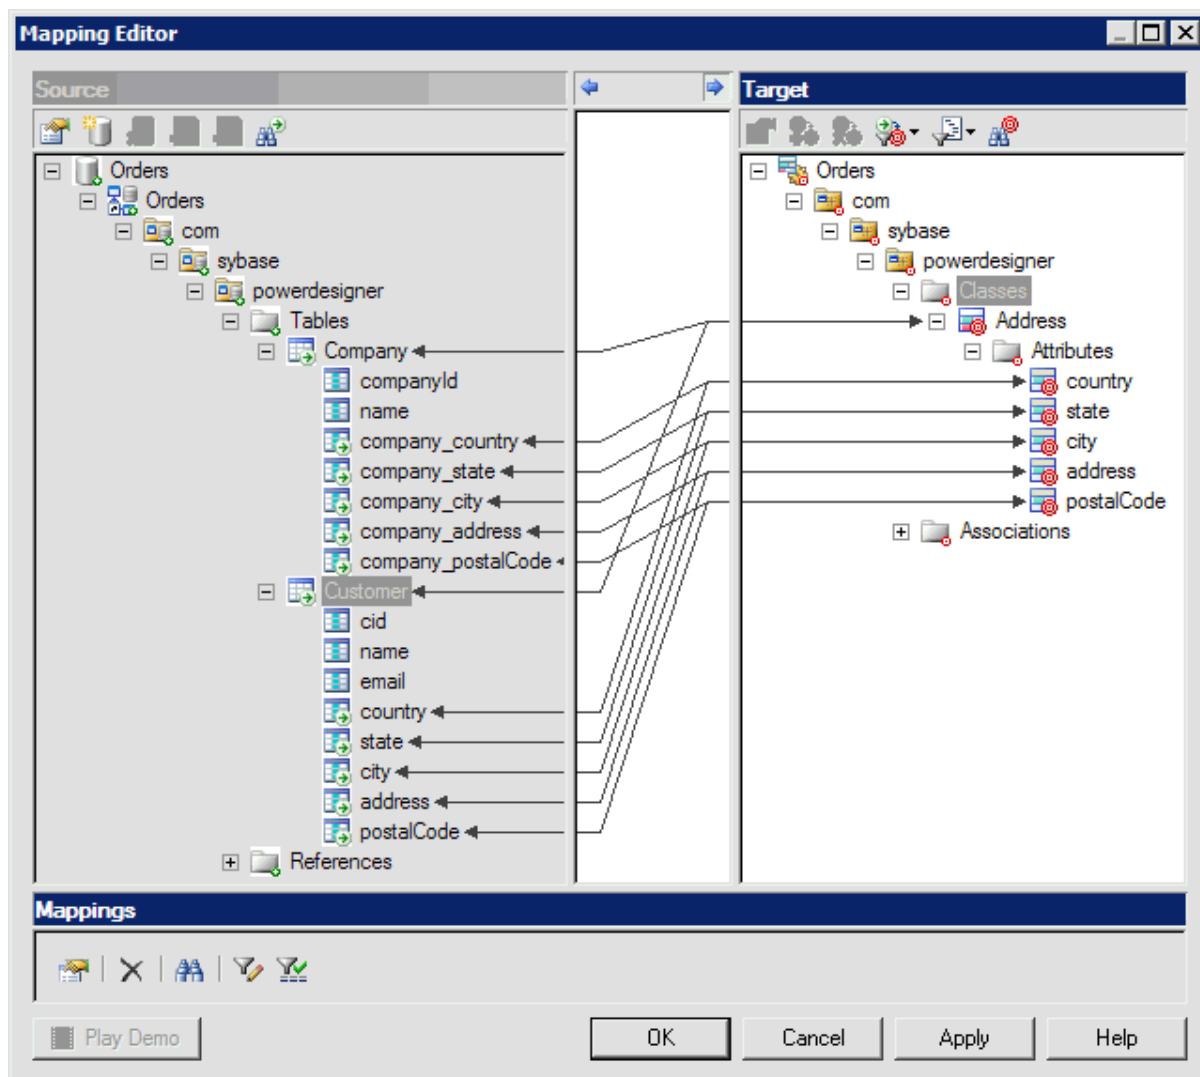 Mapping Editor
Source
Target
Orders
Orders
com
sybase
powerdesigner
Tables
Company
companyId
name
company_country
company_state
company_city
company_address
company_postalCode
Customer
cid
name
email
country
state
city
address
postalCode
References
Orders
com
sybase
powerdesigner
Classes
Address
Attributes
country
state
city
address
postalCode
Associations
Mappings
Play Demo
OK
Cancel
Apply
Help